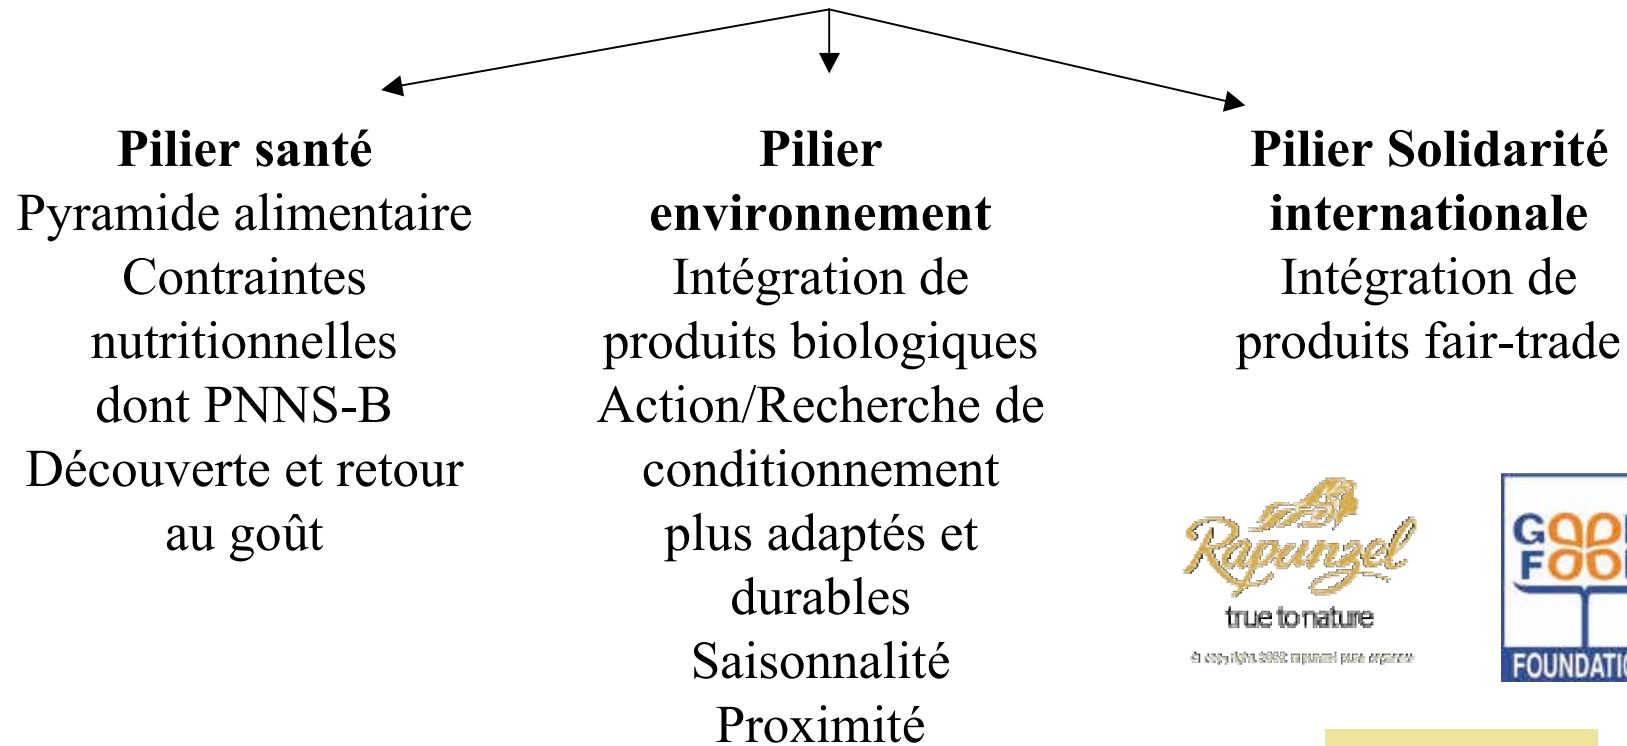 Pilier santé
Pyramide alimentaire
Contraintes
nutritionnelles
dont PNNS-B
Découverte et retour
au goût
Pilier
environnement
Intégration de
produits biologiques
Action/Recherche de
conditionnement
plus adaptés et
durables
Saisonnalité
Proximité
Pilier Solidarité
internationale
Intégration de
produits fair-trade
Rapunzel
true to nature